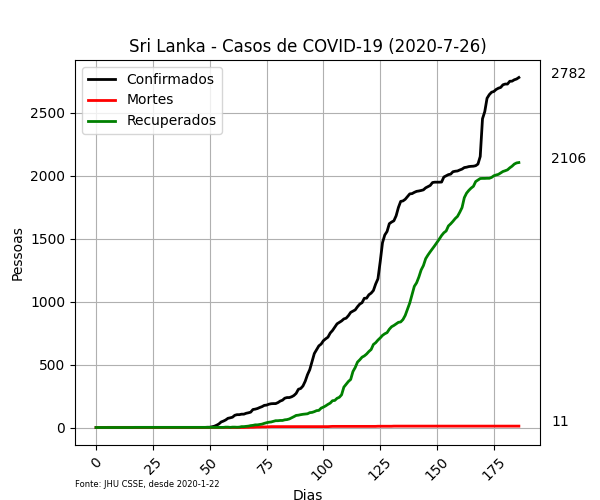 Sri Lanka - Casos de COVID-19 (2020-7-26)
Confirmados
Mortes
Recuperados
2782
2106
11
Pessoas
2500
2000
1500
1000
500
0
0 25 50 75 100 125 150 175
Fonte: JHU CSSE, desde 2020-1-22
Dias